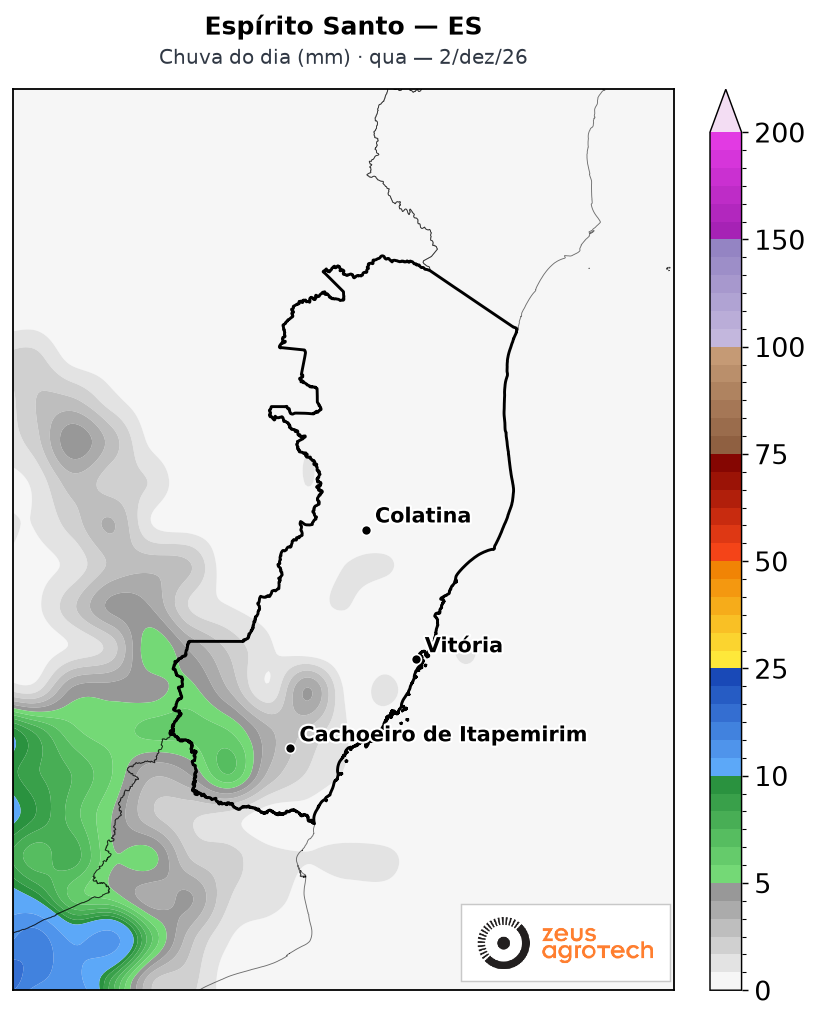 Espírito Santo — ES
Chuva do dia (mm) · qua — 2/dez/26
200
150
100
75
50
25
10
5
0
Colatina
Vitória
Cachoeiro de Itapemirim
zeus
agrotech